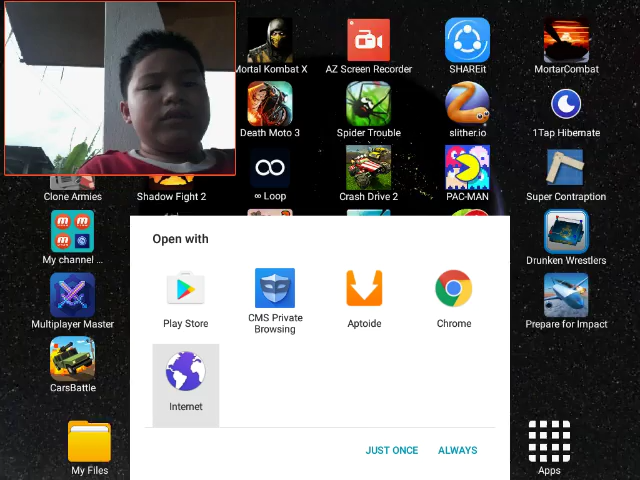 Mortal Kombat X
AZ Screen Recorder
SHAREit
MortarCombat
Death Moto 3
Spider Trouble
slither.io
1Tap Hibernate
Clone Armies
Shadow Fight 2
∞ Loop
Crash Drive 2
PAC-MAN
Super Contraption
My channel ...
Drunken Wrestlers
Multiplayer Master
Prepare for Impact
CarsBattle
Open with
Play Store
CMS Private
Browsing
Aptoide
Chrome
Internet
JUST ONCE
ALWAYS
My Files
Apps